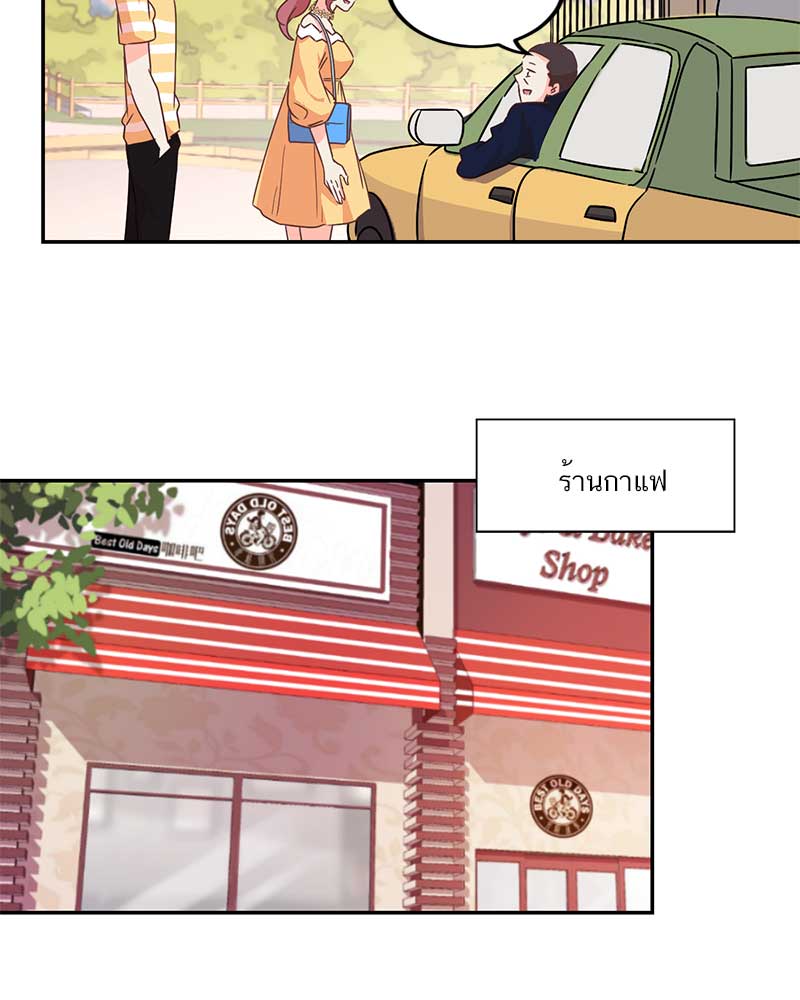 ร้านกาแฟ
BEST OLD DAYS
Best Old Days
Shop
BEST OLD DAYS